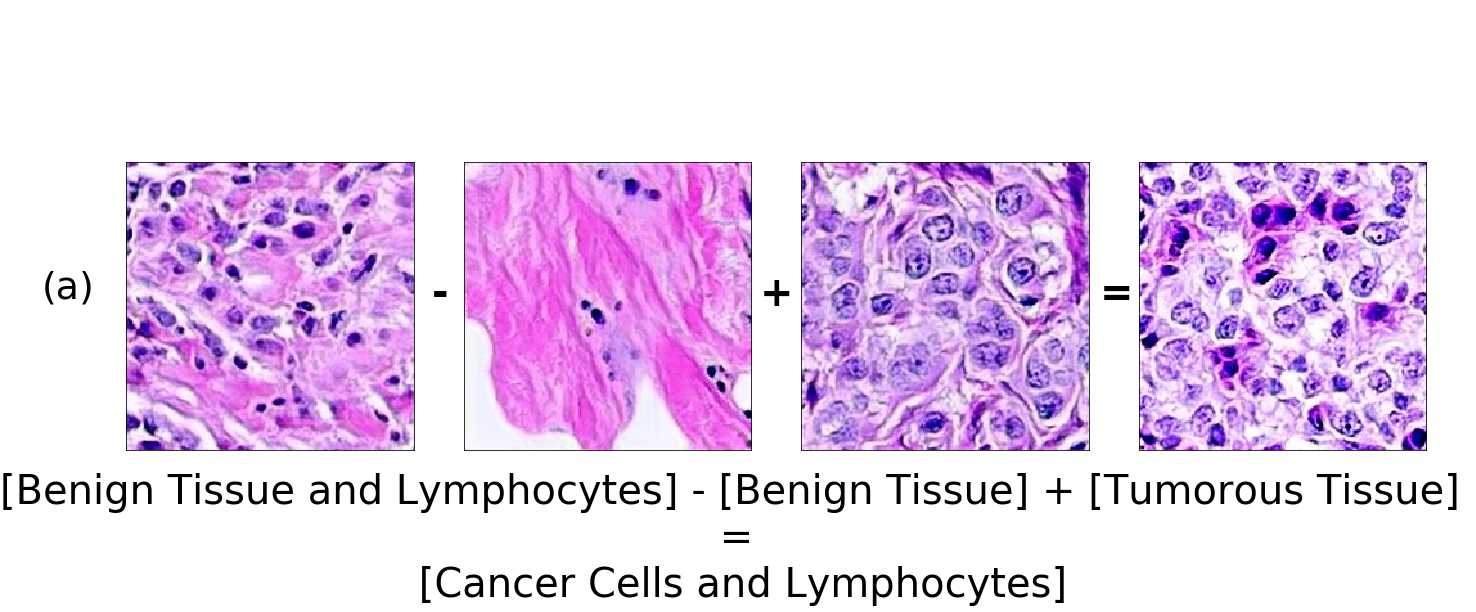 (a) - + =
[Benign Tissue and Lymphocytes] - [Benign Tissue] + [Tumorous Tissue]
=
[Cancer Cells and Lymphocytes]